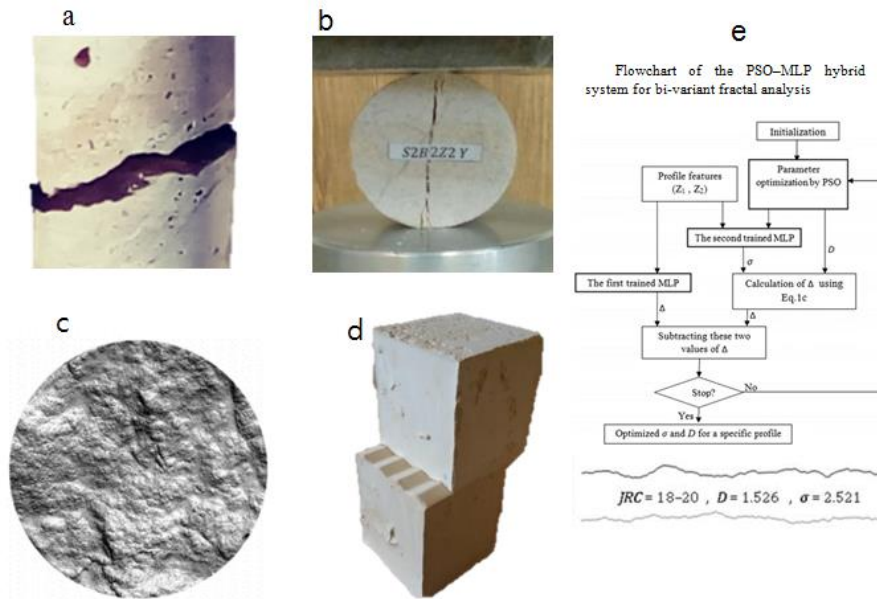 a
b
e
Flowchart of the PSO–MLP hybrid
system for bi-variant fractal analysis
Initialization
Profile features
(Z₁ , Z₂)
Parameter
optimization by PSO
The second trained MLP
D
σ
The first trained MLP
Calculation of Δ using
Eq.1c
Δ
Δ
Subtracting these two
values of Δ
Stop?
No
Yes
Optimized σ and D for a specific profile
JRC = 18–20 , D = 1.526 , σ = 2.521
S2B2Z2Y
c
d